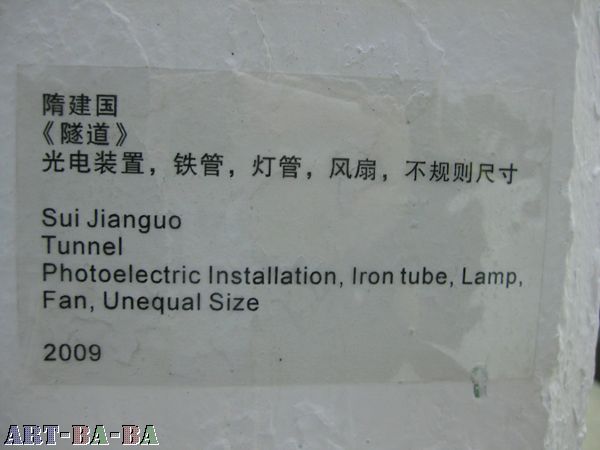 隋建国
《隧道》
光电装置，铁管，灯管，风扇，不规则尺寸
Sui Jianguo
Tunnel
Photoelectric Installation, Iron tube, Lamp,
Fan, Unequal Size
2009
ART-BA-BA